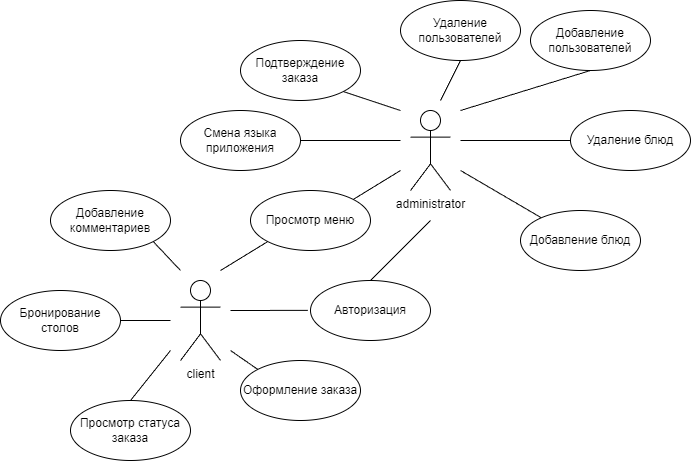 Удаление
пользователей
Добавление
пользователей
Подтверждение
заказа
Смена языка
приложения
Удаление блюд
administrator
Добавление
комментариев
Просмотр меню
Добавление блюд
Бронирование
столов
Авторизация
client
Оформление заказа
Просмотр статуса
заказа